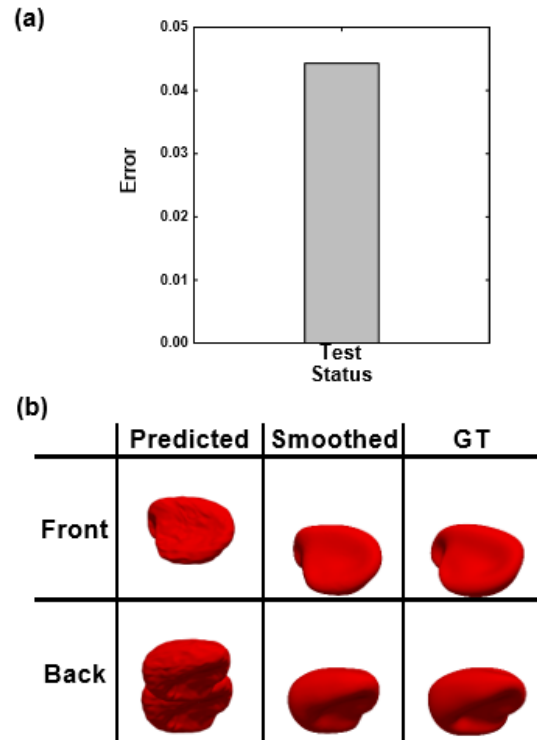 (a)
0.05
0.04
0.03
0.02
0.01
0.00
Error
Test
Status
(b)
Predicted Smoothed GT
Front
Back